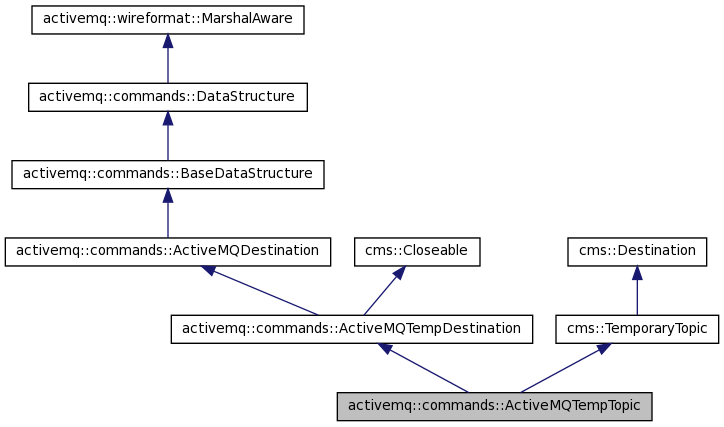 activemq::wireformat::MarshalAware
activemq::commands::DataStructure
activemq::commands::BaseDataStructure
activemq::commands::ActiveMQDestination
cms::Closeable
cms::Destination
activemq::commands::ActiveMQTempDestination
cms::TemporaryTopic
activemq::commands::ActiveMQTempTopic